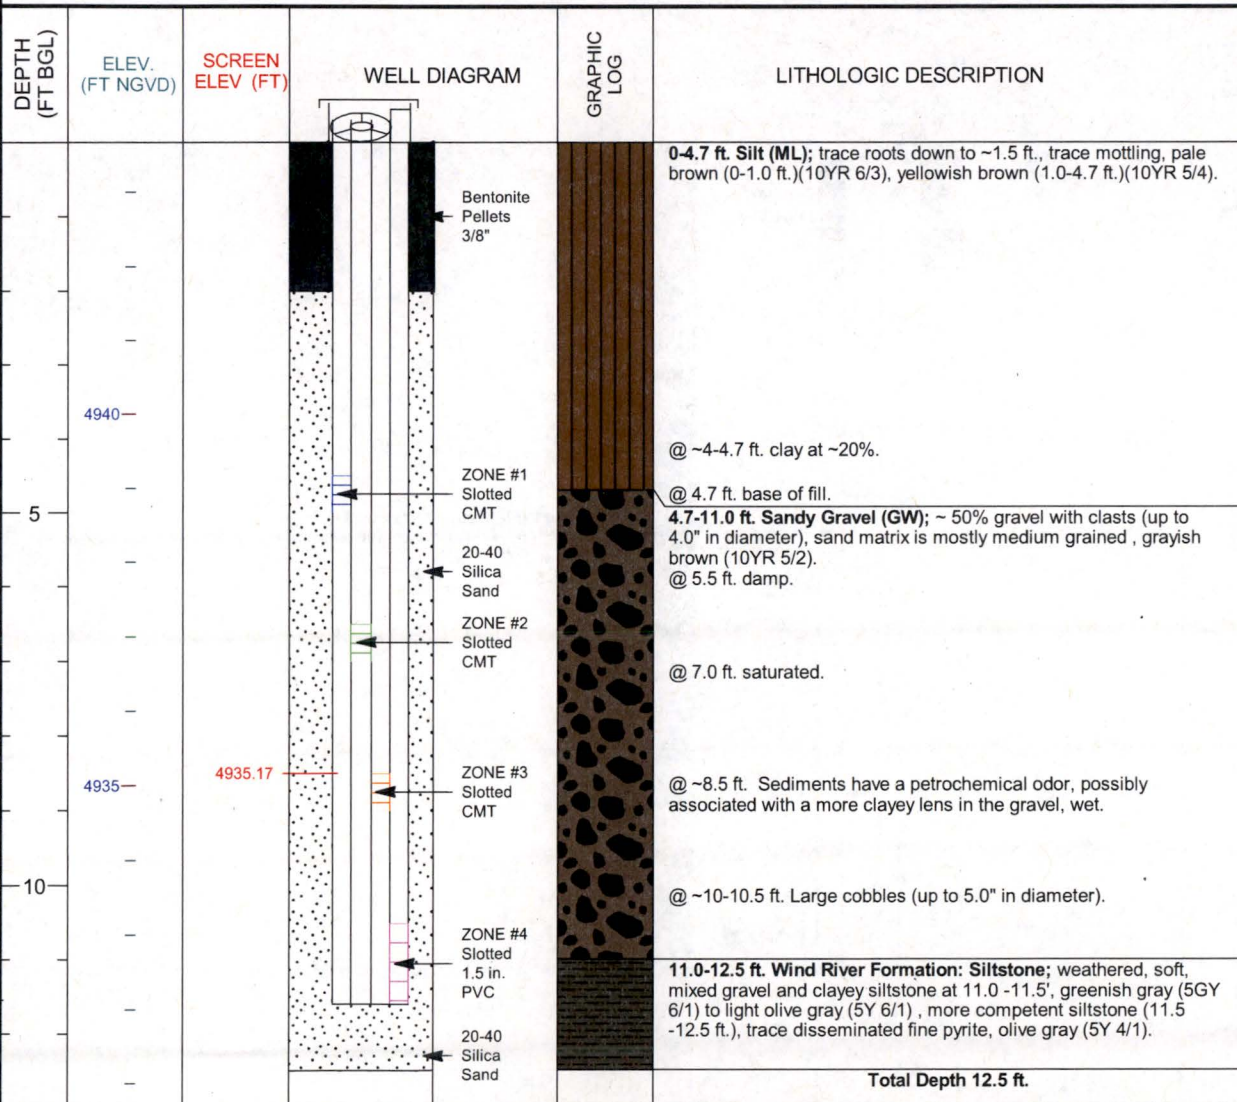 DEPTH
(FT BGL)
ELEV.
(FT NGVD)
SCREEN
ELEV (FT)
WELL DIAGRAM
GRAPHIC
LOG
LITHOLOGIC DESCRIPTION
0-4.7 ft. Silt (ML); trace roots down to ~1.5 ft., trace mottling, pale
brown (0-1.0 ft.)(10YR 6/3), yellowish brown (1.0-4.7 ft.)(10YR 5/4).
Bentonite
Pellets
3/8"
4940
@ ~4-4.7 ft. clay at ~20%.
ZONE #1
Slotted
CMT
@ 4.7 ft. base of fill.
5
4.7-11.0 ft. Sandy Gravel (GW); ~ 50% gravel with clasts (up to
4.0" in diameter), sand matrix is mostly medium grained , grayish
brown (10YR 5/2).
@ 5.5 ft. damp.
20-40
Silica
Sand
ZONE #2
Slotted
CMT
@ 7.0 ft. saturated.
4935.17
4935
ZONE #3
Slotted
CMT
@ ~8.5 ft. Sediments have a petrochemical odor, possibly
associated with a more clayey lens in the gravel, wet.
10
@ ~10-10.5 ft. Large cobbles (up to 5.0" in diameter).
ZONE #4
Slotted
1.5 in.
PVC
11.0-12.5 ft. Wind River Formation: Siltstone; weathered, soft,
mixed gravel and clayey siltstone at 11.0 -11.5', greenish gray (5GY
6/1) to light olive gray (5Y 6/1) , more competent siltstone (11.5
-12.5 ft.), trace disseminated fine pyrite, olive gray (5Y 4/1).
20-40
Silica
Sand
Total Depth 12.5 ft.